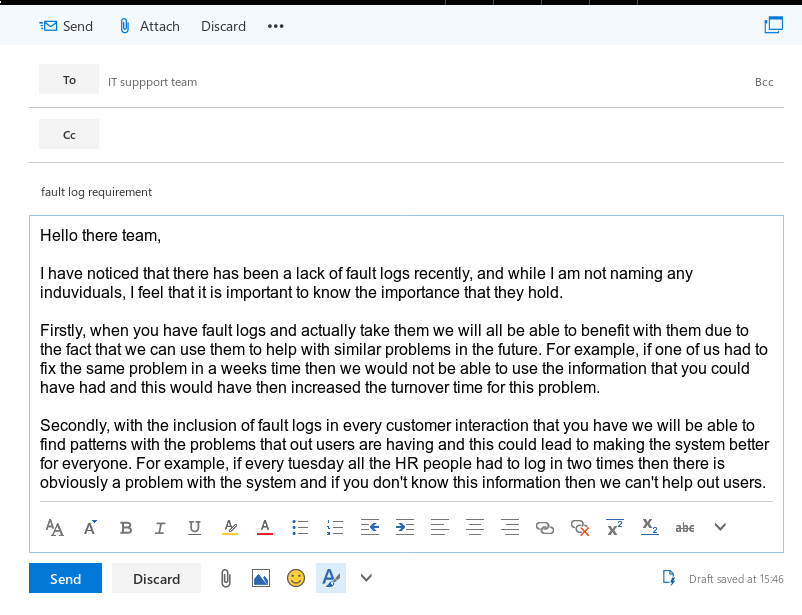 Send Attach Discard •••
To IT suppport team Bcc
Cc
fault log requirement
Hello there team,
I have noticed that there has been a lack of fault logs recently, and while I am not naming any
induviduals, I feel that it is important to know the importance that they hold.
Firstly, when you have fault logs and actually take them we will all be able to benefit with them due to
the fact that we can use them to help with similar problems in the future. For example, if one of us had to
fix the same problem in a weeks time then we would not be able to use the information that you could
have had and this would have then increased the turnover time for this problem.
Secondly, with the inclusion of fault logs in every customer interaction that you have we will be able to
find patterns with the problems that out users are having and this could lead to making the system better
for everyone. For example, if every tuesday all the HR people had to log in two times then there is
obviously a problem with the system and if you don't know this information then we can't help out users.
AA A B I U A A x² x₂ abc
Send Discard A Draft saved at 15:46